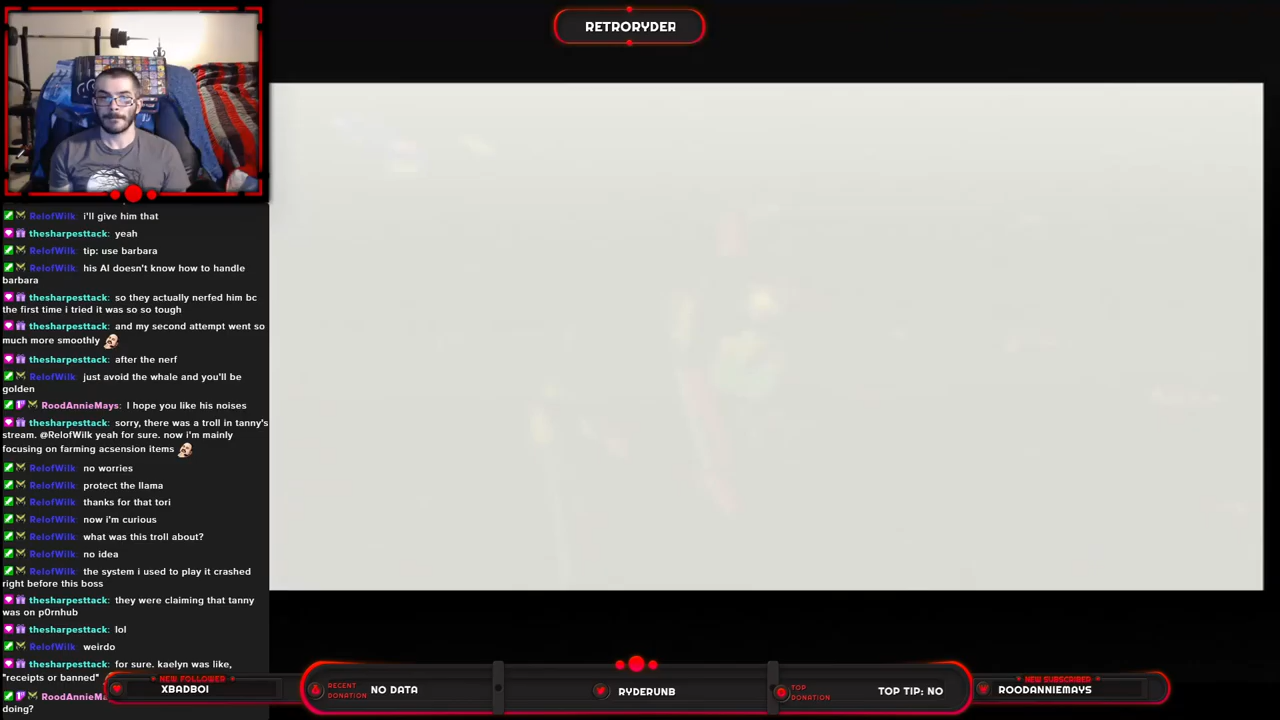 RETRORYDER
RelofWilk: i'll give him that
thesharpesttack: yeah
RelofWilk: tip: use barbara
RelofWilk: his AI doesn't know how to handle
barbara
thesharpesttack: so they actually nerfed him bc
the first time i tried it was so so tough
thesharpesttack: and my second attempt went so
much more smoothly
thesharpesttack: after the nerf
RelofWilk: just avoid the whale and you'll be
golden
RoodAnnieMays: I hope you like his noises
thesharpesttack: sorry, there was a troll in tanny's
stream. @RelofWilk yeah for sure. now i'm mainly
focusing on farming acsension items
RelofWilk: no worries
RelofWilk: protect the llama
RelofWilk: thanks for that tori
RelofWilk: now i'm curious
RelofWilk: what was this troll about?
RelofWilk: no idea
RelofWilk: the system i used to play it crashed
right before this boss
thesharpesttack: they were claiming that tanny
was on p0rnhub
thesharpesttack: lol
RelofWilk: weirdo
thesharpesttack: for sure. kaelyn was like,
"receipts or banned"
RoodAnnieMa
doing?
NEW FOLLOWER
XBADBOI
RECENT
DONATION
NO DATA
RYDERUNB
TOP
DONATION
TOP TIP: NO
NEW SUBSCRIBER
ROODANNIEMAYS